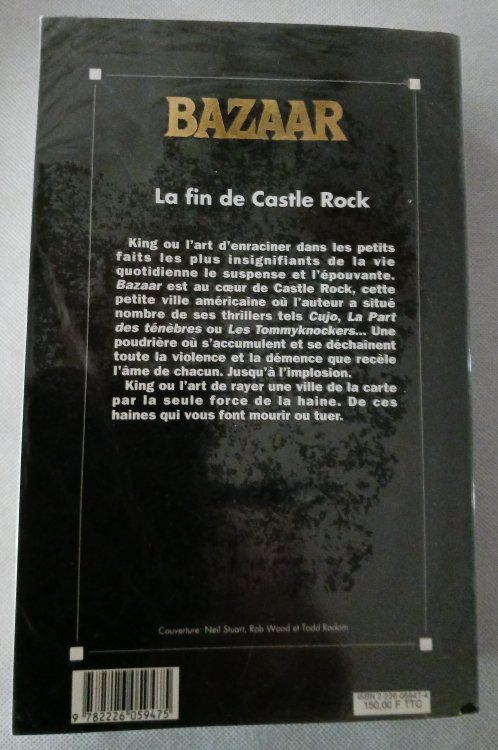 BAZAAR
La fin de Castle Rock
King ou l'art d'enraciner dans les petits
faits les plus insignifiants de la vie
quotidienne le suspense et l'épouvante.
Bazaar est au cœur de Castle Rock, cette
petite ville américaine où l'auteur a situé
nombre de ses thrillers tels Cujo, La Part
des ténèbres ou Les Tommyknockers... Une
poudrière où s'accumulent et se déchaînent
toute la violence et la démence que recèle
l'âme de chacun. Jusqu'à l'implosion.
King ou l'art de rayer une ville de la carte
par la seule force de la haine. De ces
haines qui vous font mourir ou tuer.
Couverture: Neil Stuart, Rob Wood et Todd Radom
9 782226 059475
ISBN 2-226-05947-4
150,00 F TTC